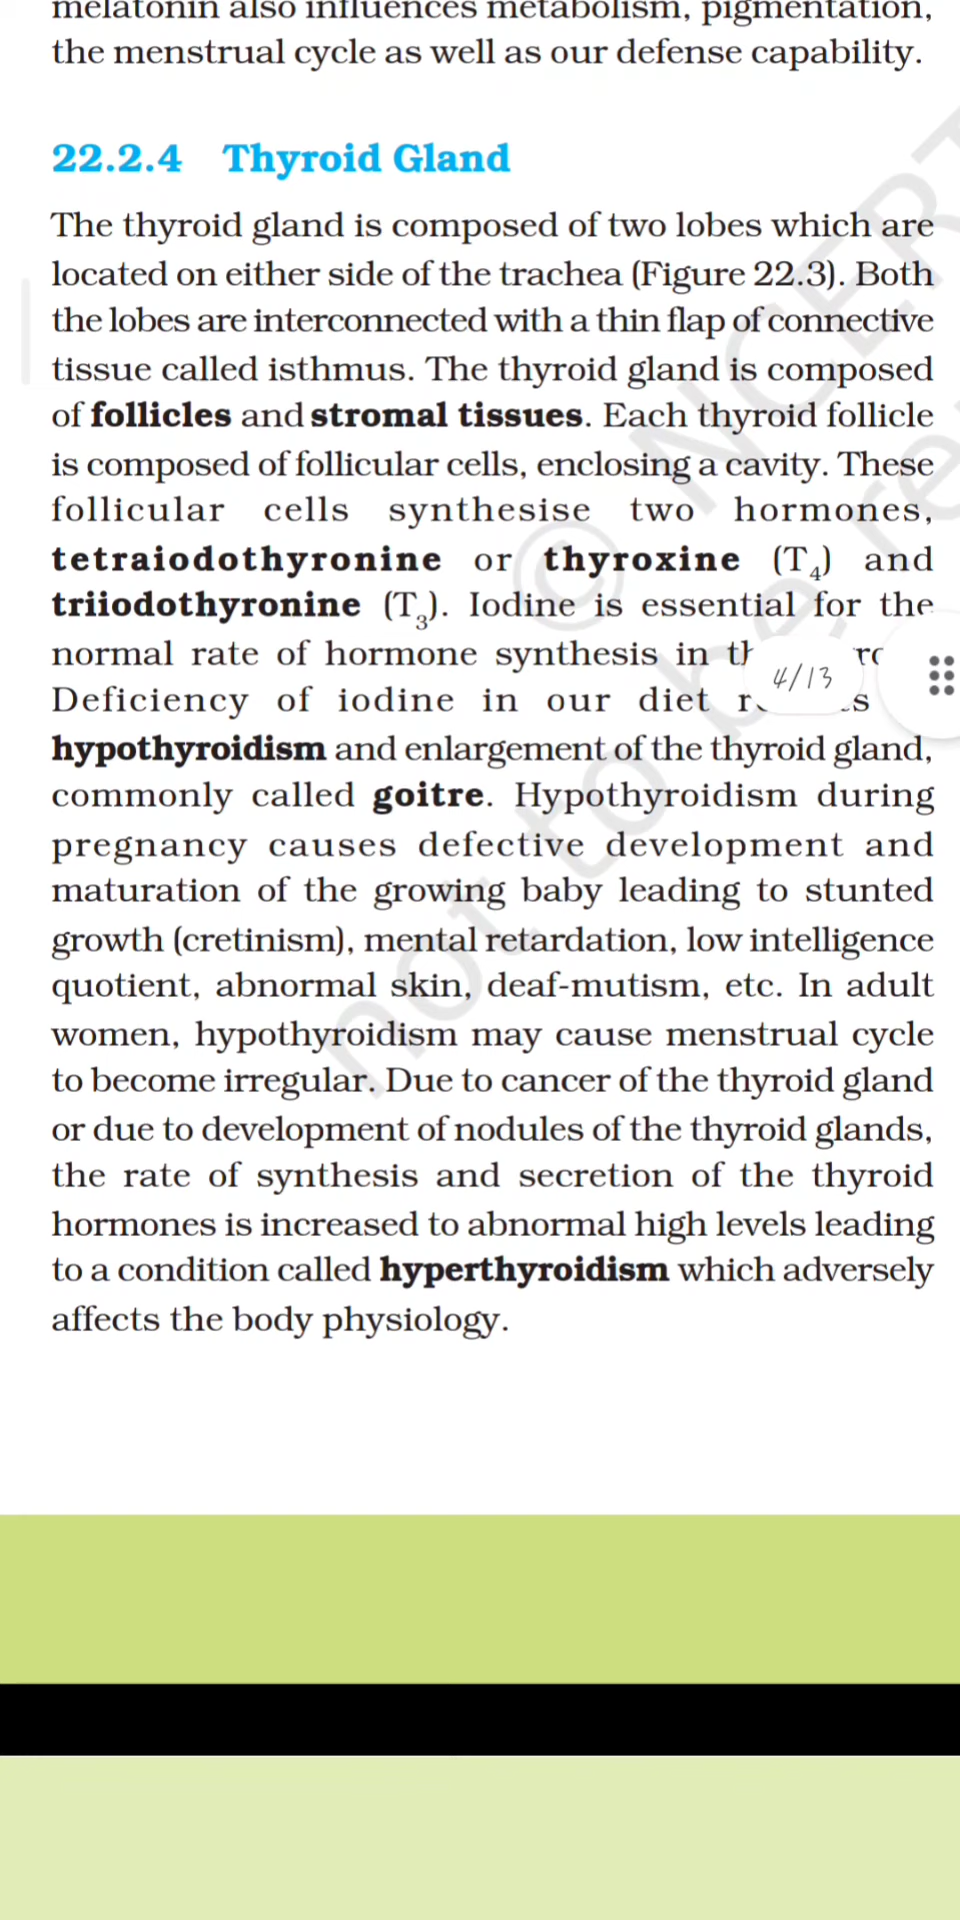 melatonin also influences metabolism, pigmentation,
the menstrual cycle as well as our defense capability.
22.2.4 Thyroid Gland
The thyroid gland is composed of two lobes which are
located on either side of the trachea (Figure 22.3). Both
the lobes are interconnected with a thin flap of connective
tissue called isthmus. The thyroid gland is composed
of follicles and stromal tissues. Each thyroid follicle
is composed of follicular cells, enclosing a cavity. These
follicular cells synthesise two hormones,
tetraiodothyronine or thyroxine (T₄) and
triiodothyronine (T₃). Iodine is essential for the
normal rate of hormone synthesis in
4/13
Deficiency of iodine in our diet
hypothyroidism and enlargement of the thyroid gland,
commonly called goitre. Hypothyroidism during
pregnancy causes defective development and
maturation of the growing baby leading to stunted
growth (cretinism), mental retardation, low intelligence
quotient, abnormal skin, deaf-mutism, etc. In adult
women, hypothyroidism may cause menstrual cycle
to become irregular. Due to cancer of the thyroid gland
or due to development of nodules of the thyroid glands,
the rate of synthesis and secretion of the thyroid
hormones is increased to abnormal high levels leading
to a condition called hyperthyroidism which adversely
affects the body physiology.
© NCERT
not to be re